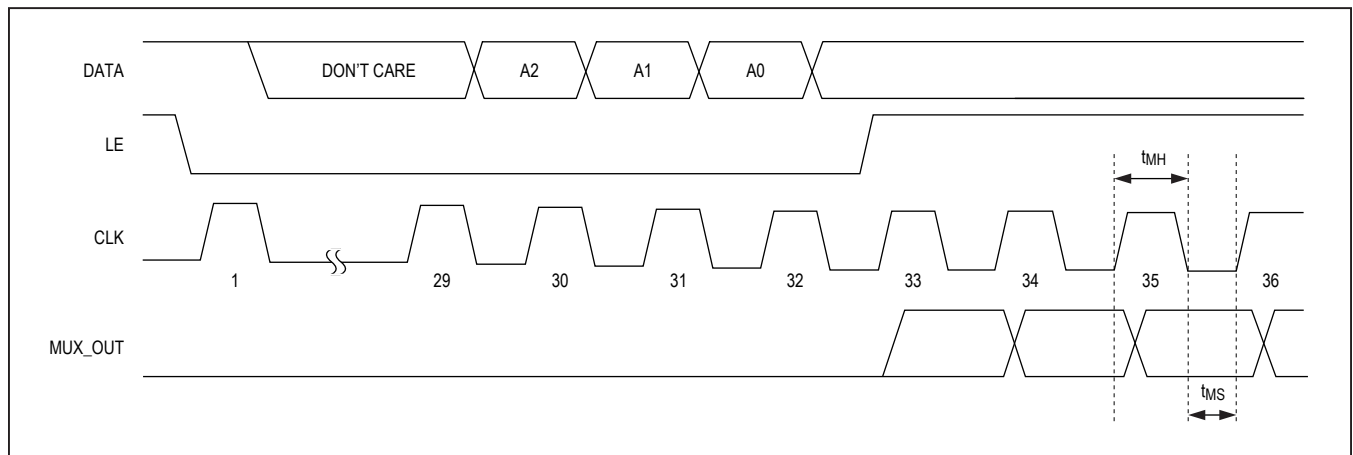 DATA
DON'T CARE
A2
A1
A0
LE
tMH
CLK
1
29
30
31
32
33
34
35
36
MUX_OUT
tMS